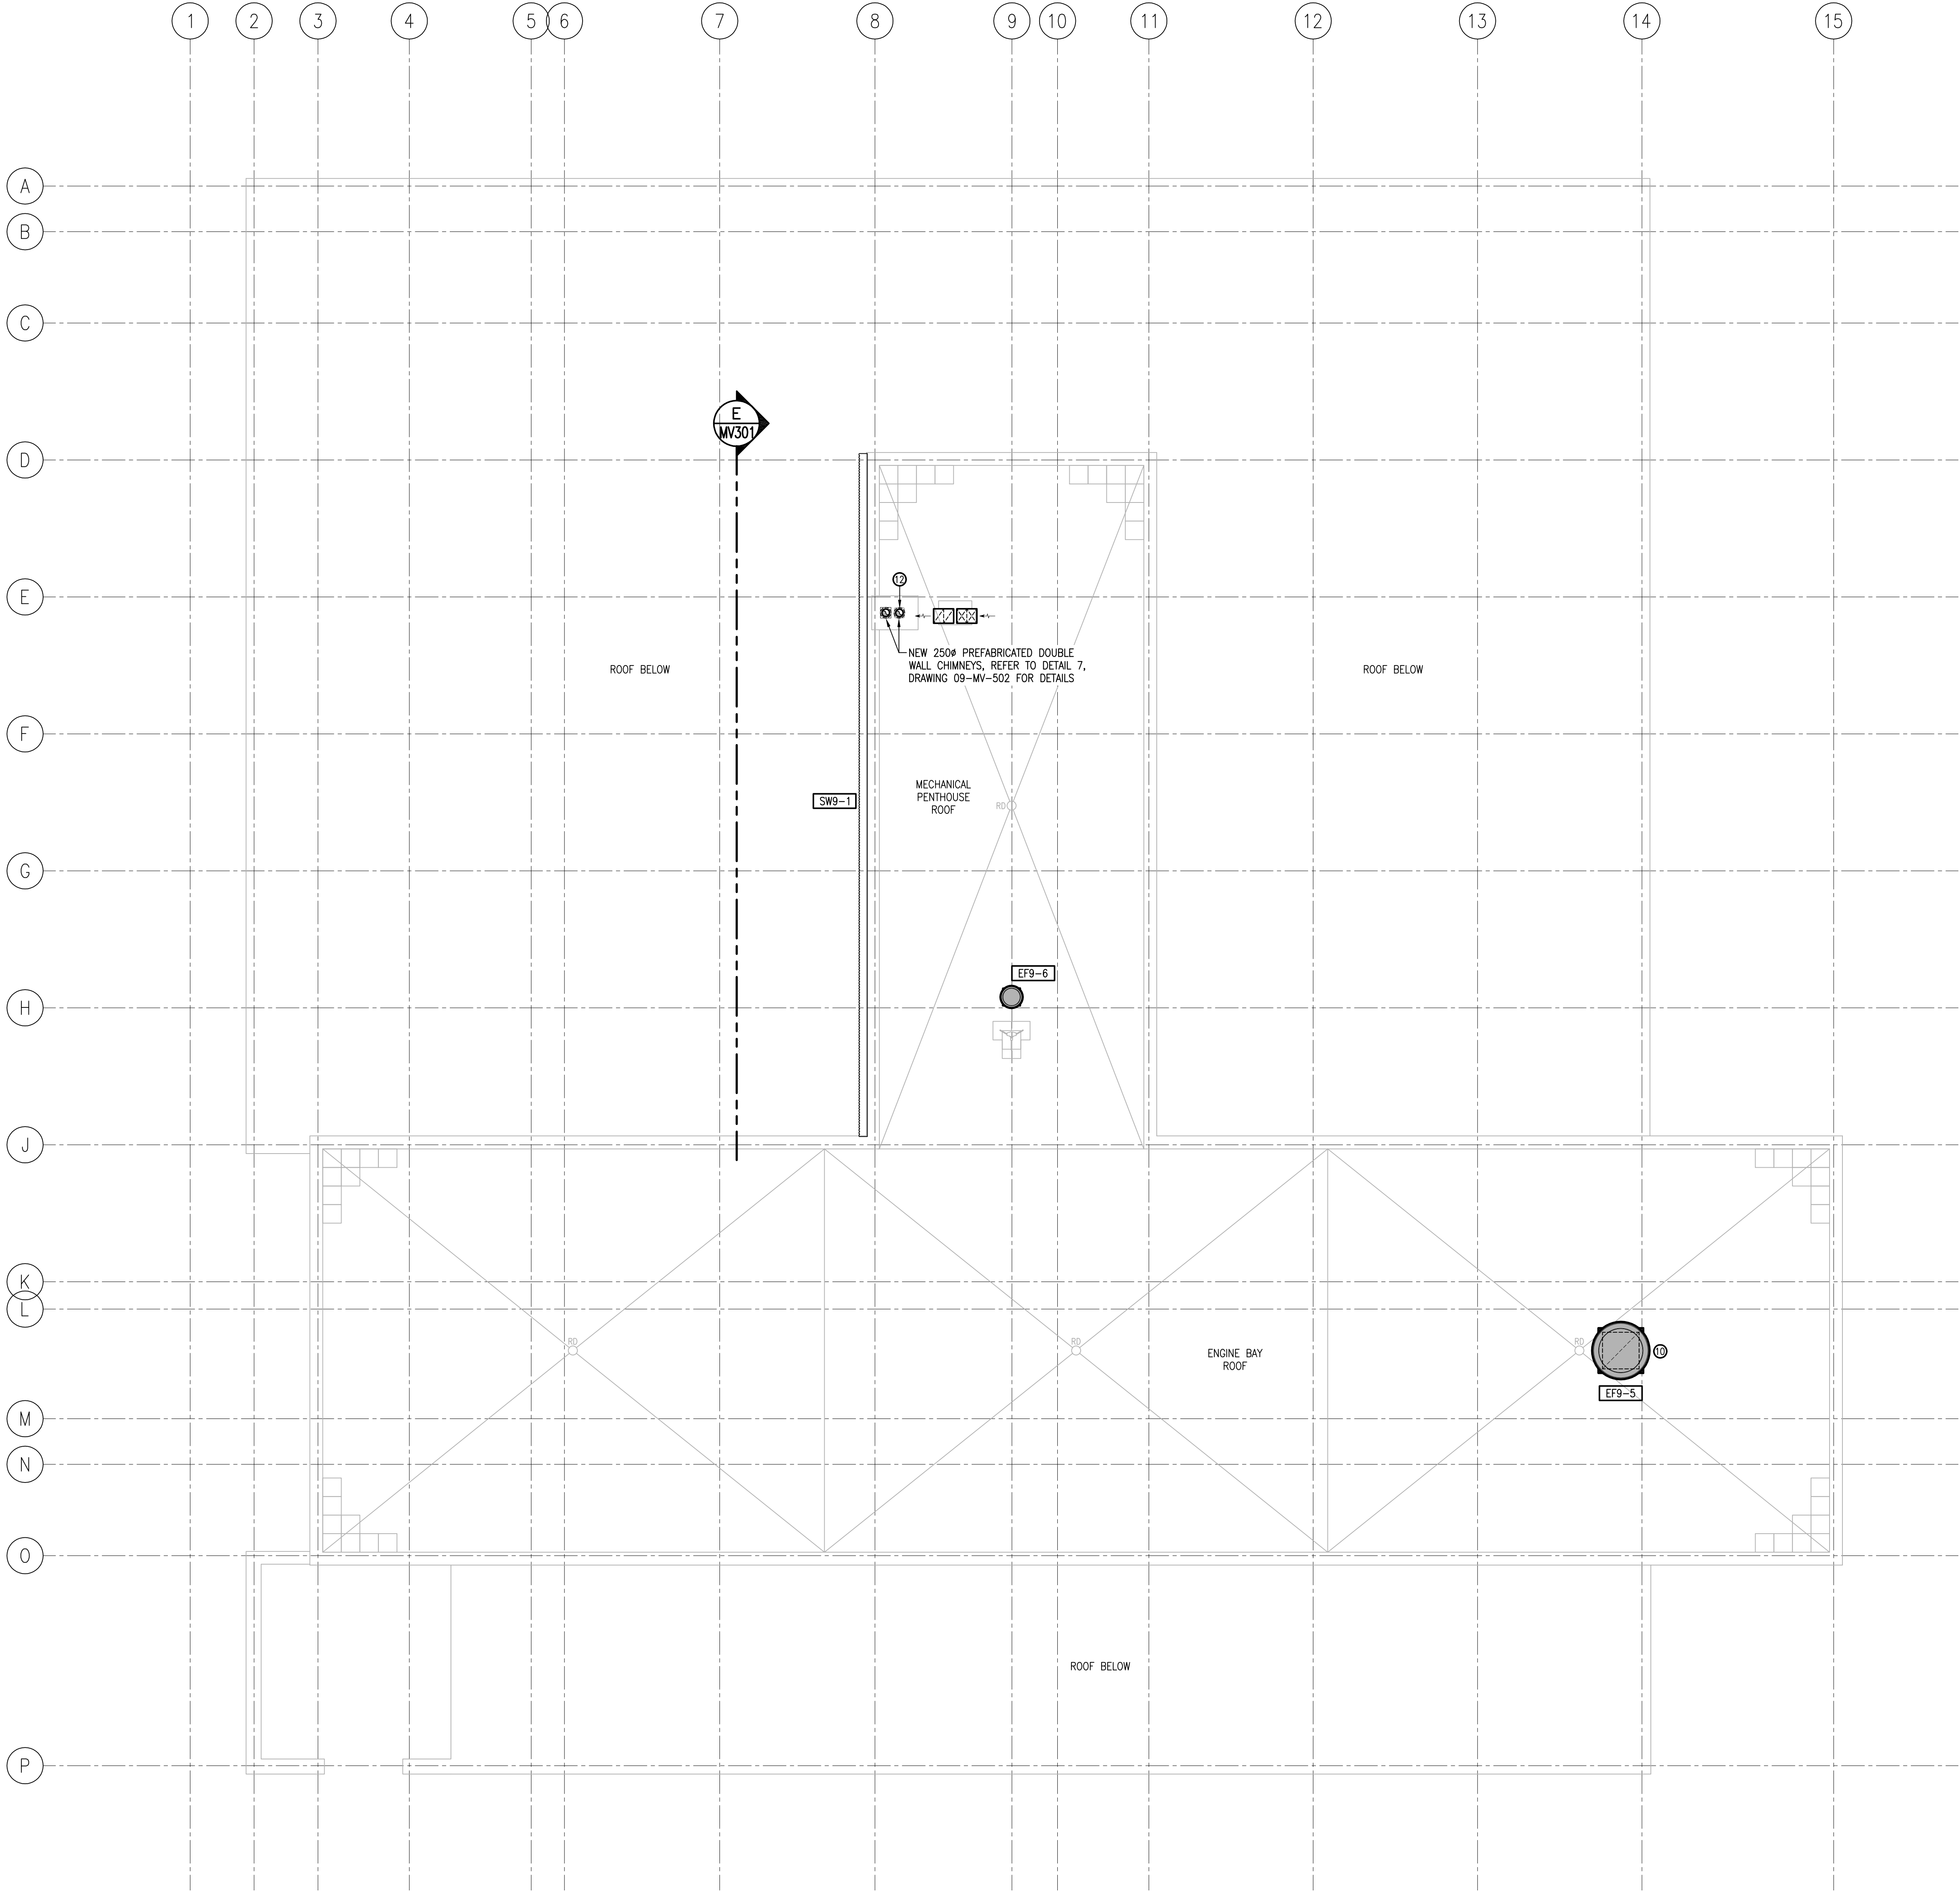 1 2 3 4 5 6 7 8 9 10 11 12 13 14 15
A
B
C
E
MV301
D
12
E
NEW 250ø PREFABRICATED DOUBLE
WALL CHIMNEYS, REFER TO DETAIL 7,
DRAWING 09-MV-502 FOR DETAILS
ROOF BELOW
ROOF BELOW
F
MECHANICAL
PENTHOUSE
ROOF
SW9-1
RD
G
EF9-6
H
J
K
L
RD
RD
RD
ENGINE BAY
ROOF
10
EF9-5
M
N
O
ROOF BELOW
P